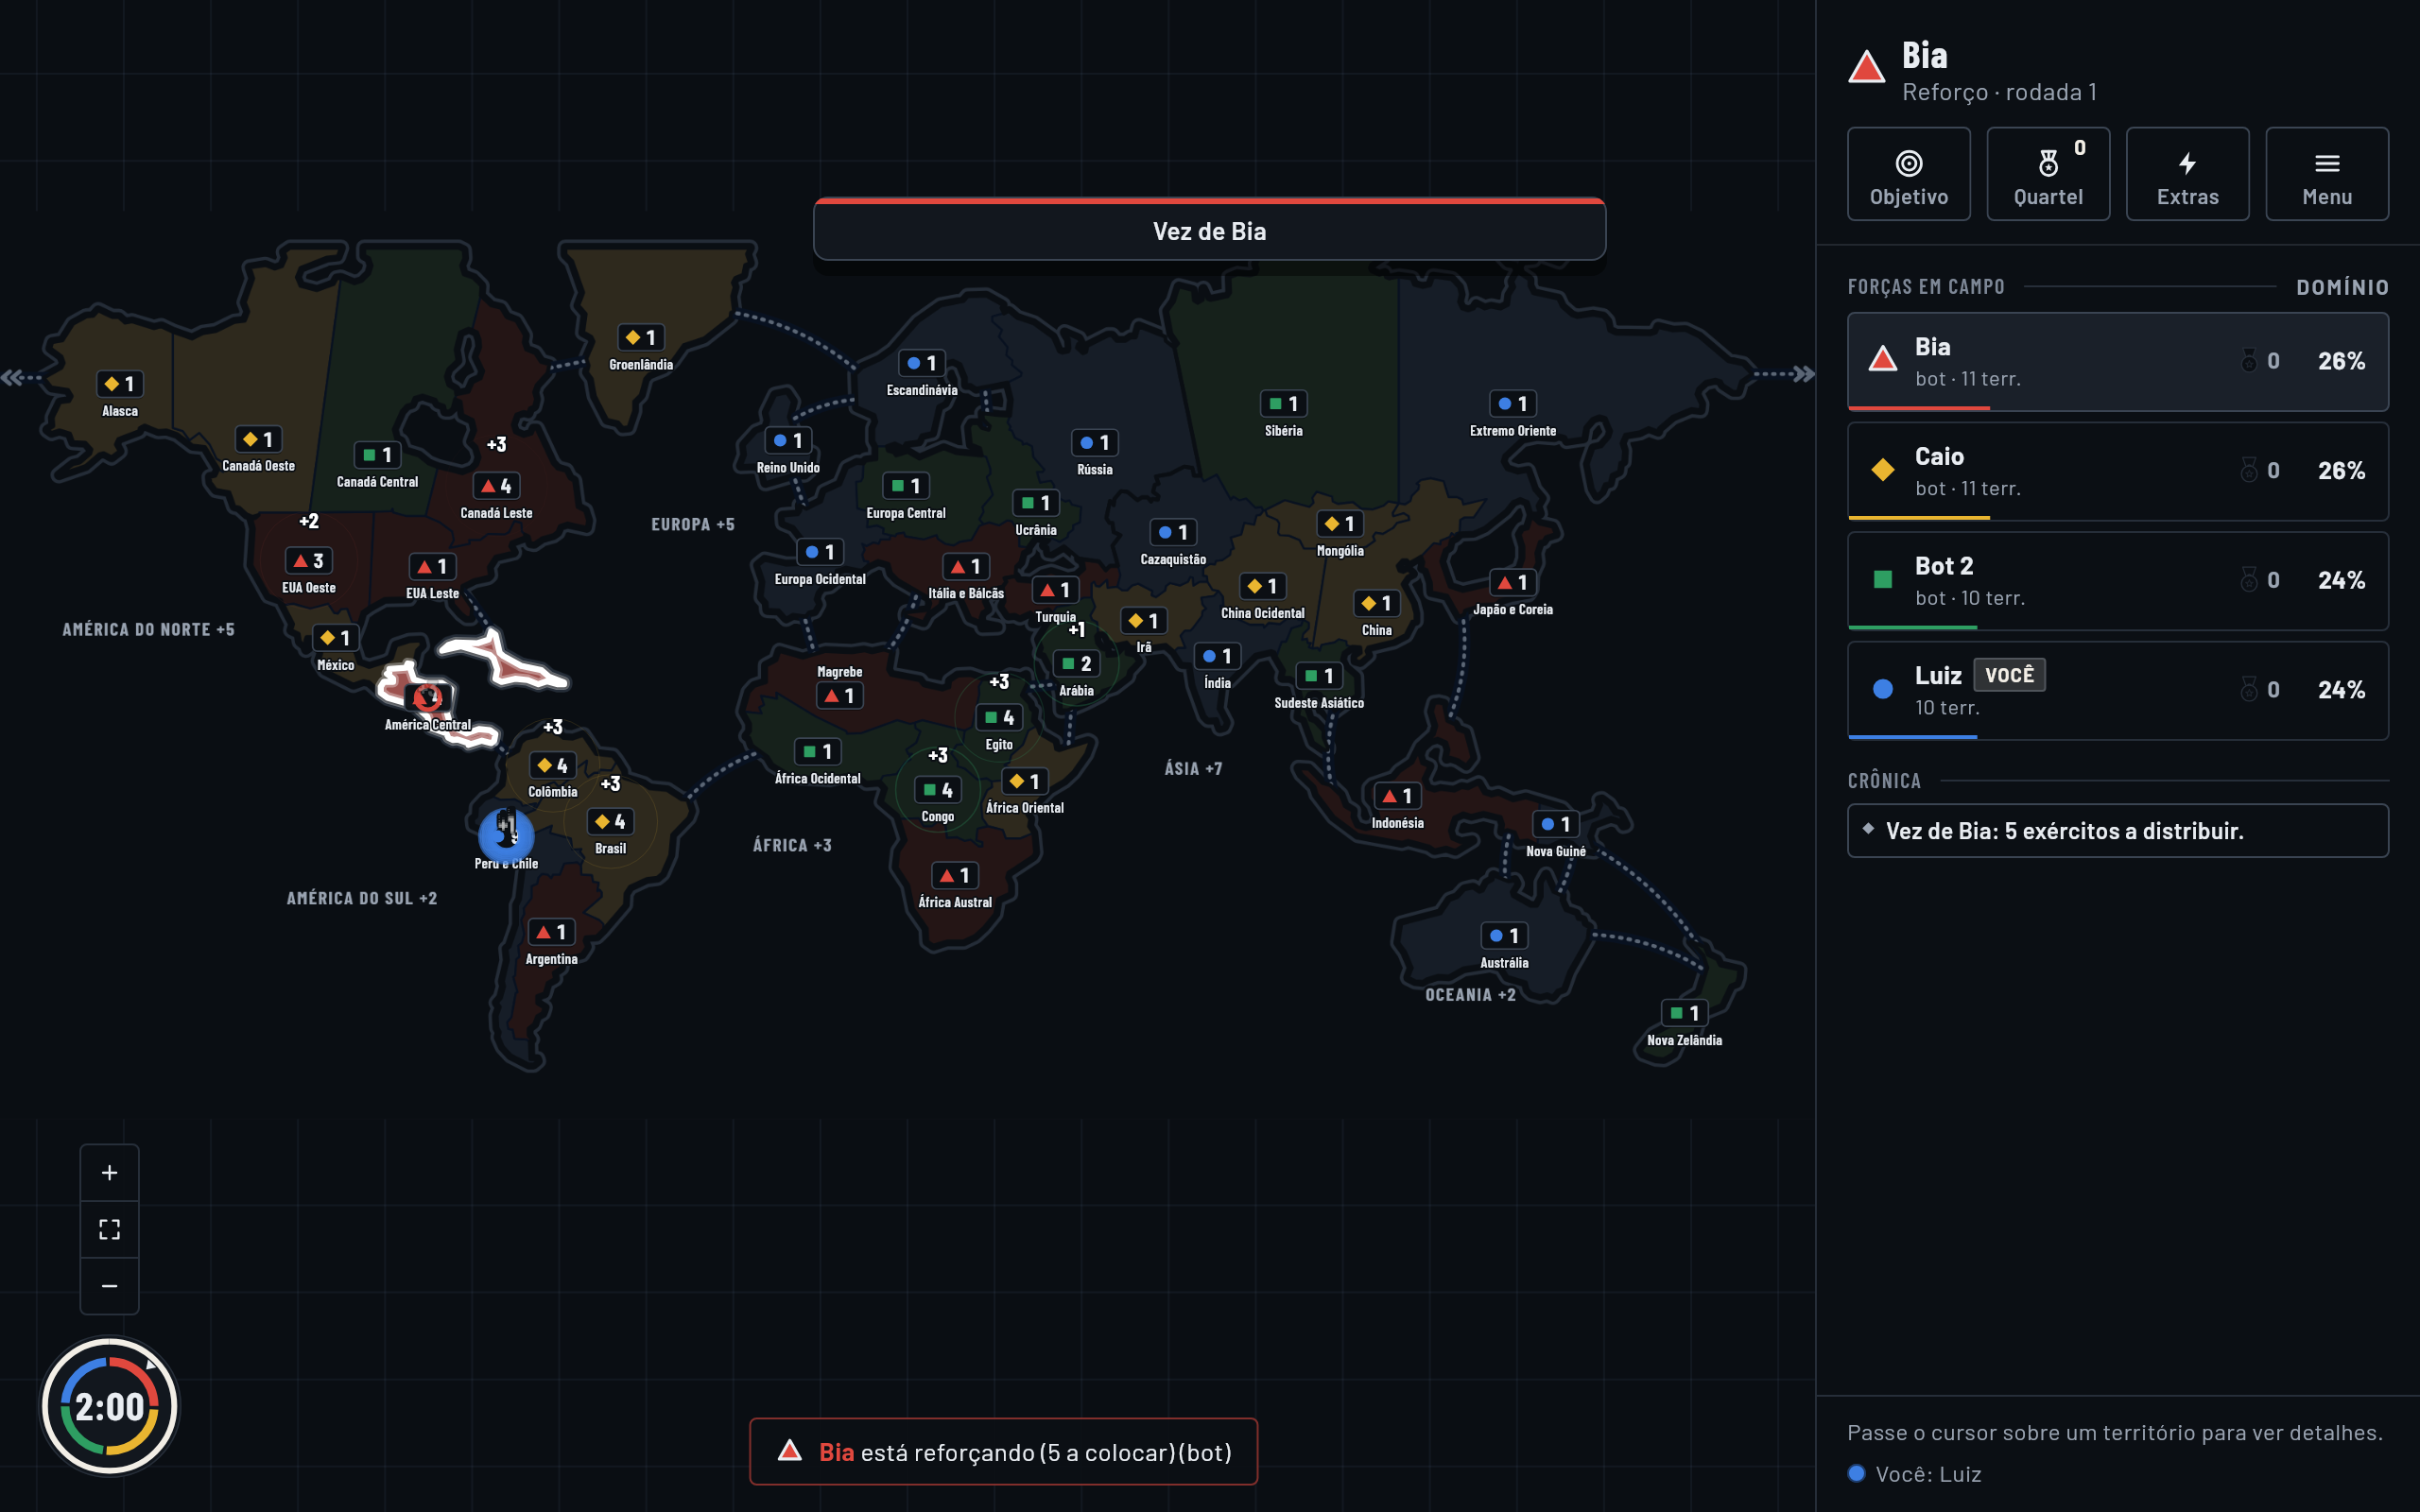 Bia
Reforço · rodada 1
Objetivo
0
Quartel
Extras
Menu
FORÇAS EM CAMPO
DOMÍNIO
Bia
bot · 11 terr.
0
26%
Caio
bot · 11 terr.
0
26%
Bot 2
bot · 10 terr.
0
24%
Luiz VOCÊ
10 terr.
0
24%
CRÔNICA
Vez de Bia: 5 exércitos a distribuir.
Passe o cursor sobre um território para ver detalhes.
Você: Luiz
Vez de Bia
1
Groenlândia
1
Alasca
1
Canadá Oeste
1
Canadá Central
+3
4
Canadá Leste
+2
3
EUA Oeste
1
EUA Leste
1
México
América Central
AMÉRICA DO NORTE +5
+3
4
Colômbia
+3
4
Brasil
Peru e Chile
1
Argentina
AMÉRICA DO SUL +2
EUROPA +5
1
Escandinávia
1
Reino Unido
1
Europa Central
1
Ucrânia
1
Rússia
1
Europa Ocidental
1
Itália e Bálcãs
1
Turquia
+1
2
Arábia
1
Sibéria
1
Extremo Oriente
1
Cazaquistão
1
Mongólia
1
China Ocidental
1
China
1
Japão e Coreia
1
Irã
1
Índia
1
Sudeste Asiático
ÁSIA +7
Magrebe
1
+3
4
Egito
1
África Ocidental
+3
4
Congo
1
África Oriental
1
África Austral
ÁFRICA +3
1
Indonésia
1
Nova Guiné
1
Austrália
OCEANIA +2
1
Nova Zelândia
+
−
2:00
Bia está reforçando (5 a colocar) (bot)